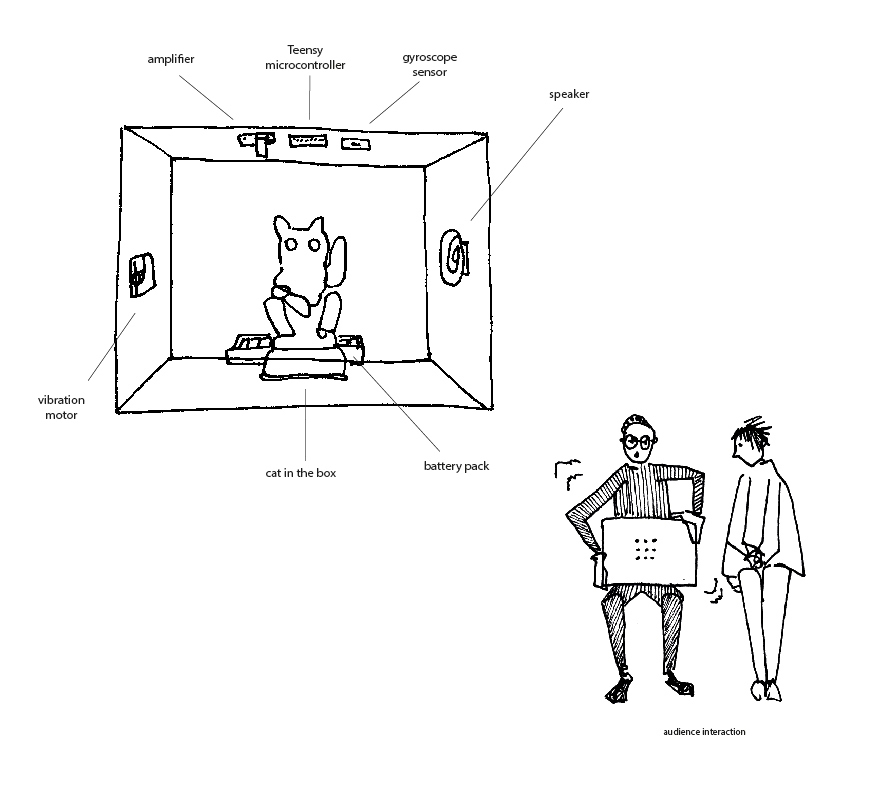 amplifier
Teensy
microcontroller
gyroscope
sensor
speaker
vibration
motor
cat in the box
battery pack
audience interaction